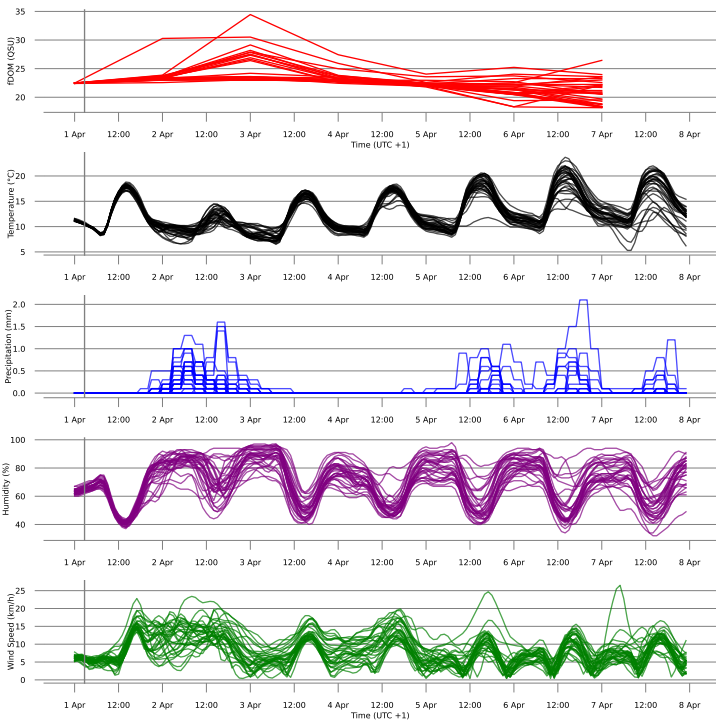 35
30
25
20
fDOM (QSU)
1 Apr 12:00 2 Apr 12:00 3 Apr 12:00 4 Apr 12:00 5 Apr 12:00 6 Apr 12:00 7 Apr 12:00 8 Apr
Time (UTC +1)
20
15
10
5
Temperature (°C)
1 Apr 12:00 2 Apr 12:00 3 Apr 12:00 4 Apr 12:00 5 Apr 12:00 6 Apr 12:00 7 Apr 12:00 8 Apr
2.0
1.5
1.0
0.5
0.0
Precipitation (mm)
1 Apr 12:00 2 Apr 12:00 3 Apr 12:00 4 Apr 12:00 5 Apr 12:00 6 Apr 12:00 7 Apr 12:00 8 Apr
100
80
60
40
Humidity (%)
1 Apr 12:00 2 Apr 12:00 3 Apr 12:00 4 Apr 12:00 5 Apr 12:00 6 Apr 12:00 7 Apr 12:00 8 Apr
25
20
15
10
5
0
Wind Speed (km/h)
1 Apr 12:00 2 Apr 12:00 3 Apr 12:00 4 Apr 12:00 5 Apr 12:00 6 Apr 12:00 7 Apr 12:00 8 Apr
Time (UTC +1)